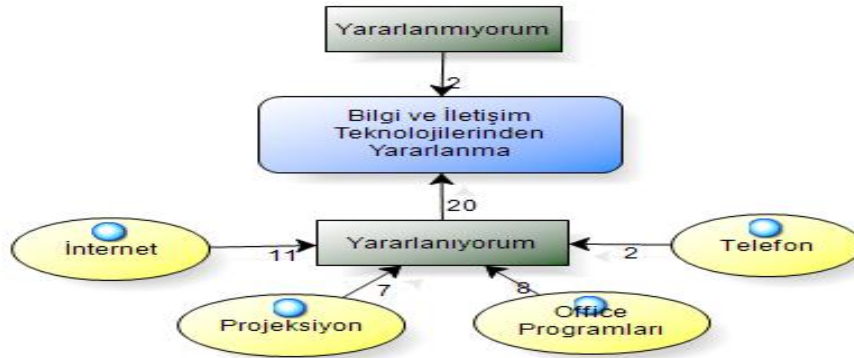 Yararlanmıyorum
2
Bilgi ve İletişim
Teknolojilerinden
Yararlanma
20
İnternet
11
Yararlanıyorum
2
Telefon
7
8
Projeksiyon
Office
Programları